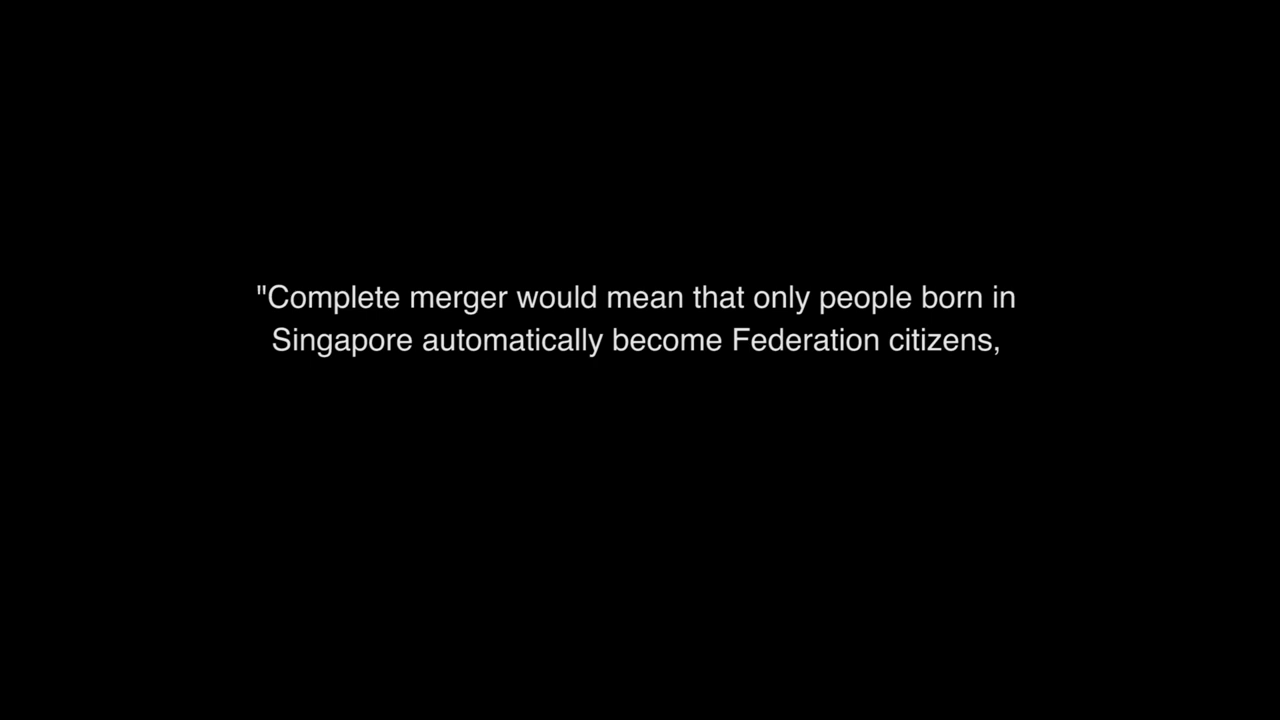 "Complete merger would mean that only people born in
Singapore automatically become Federation citizens,